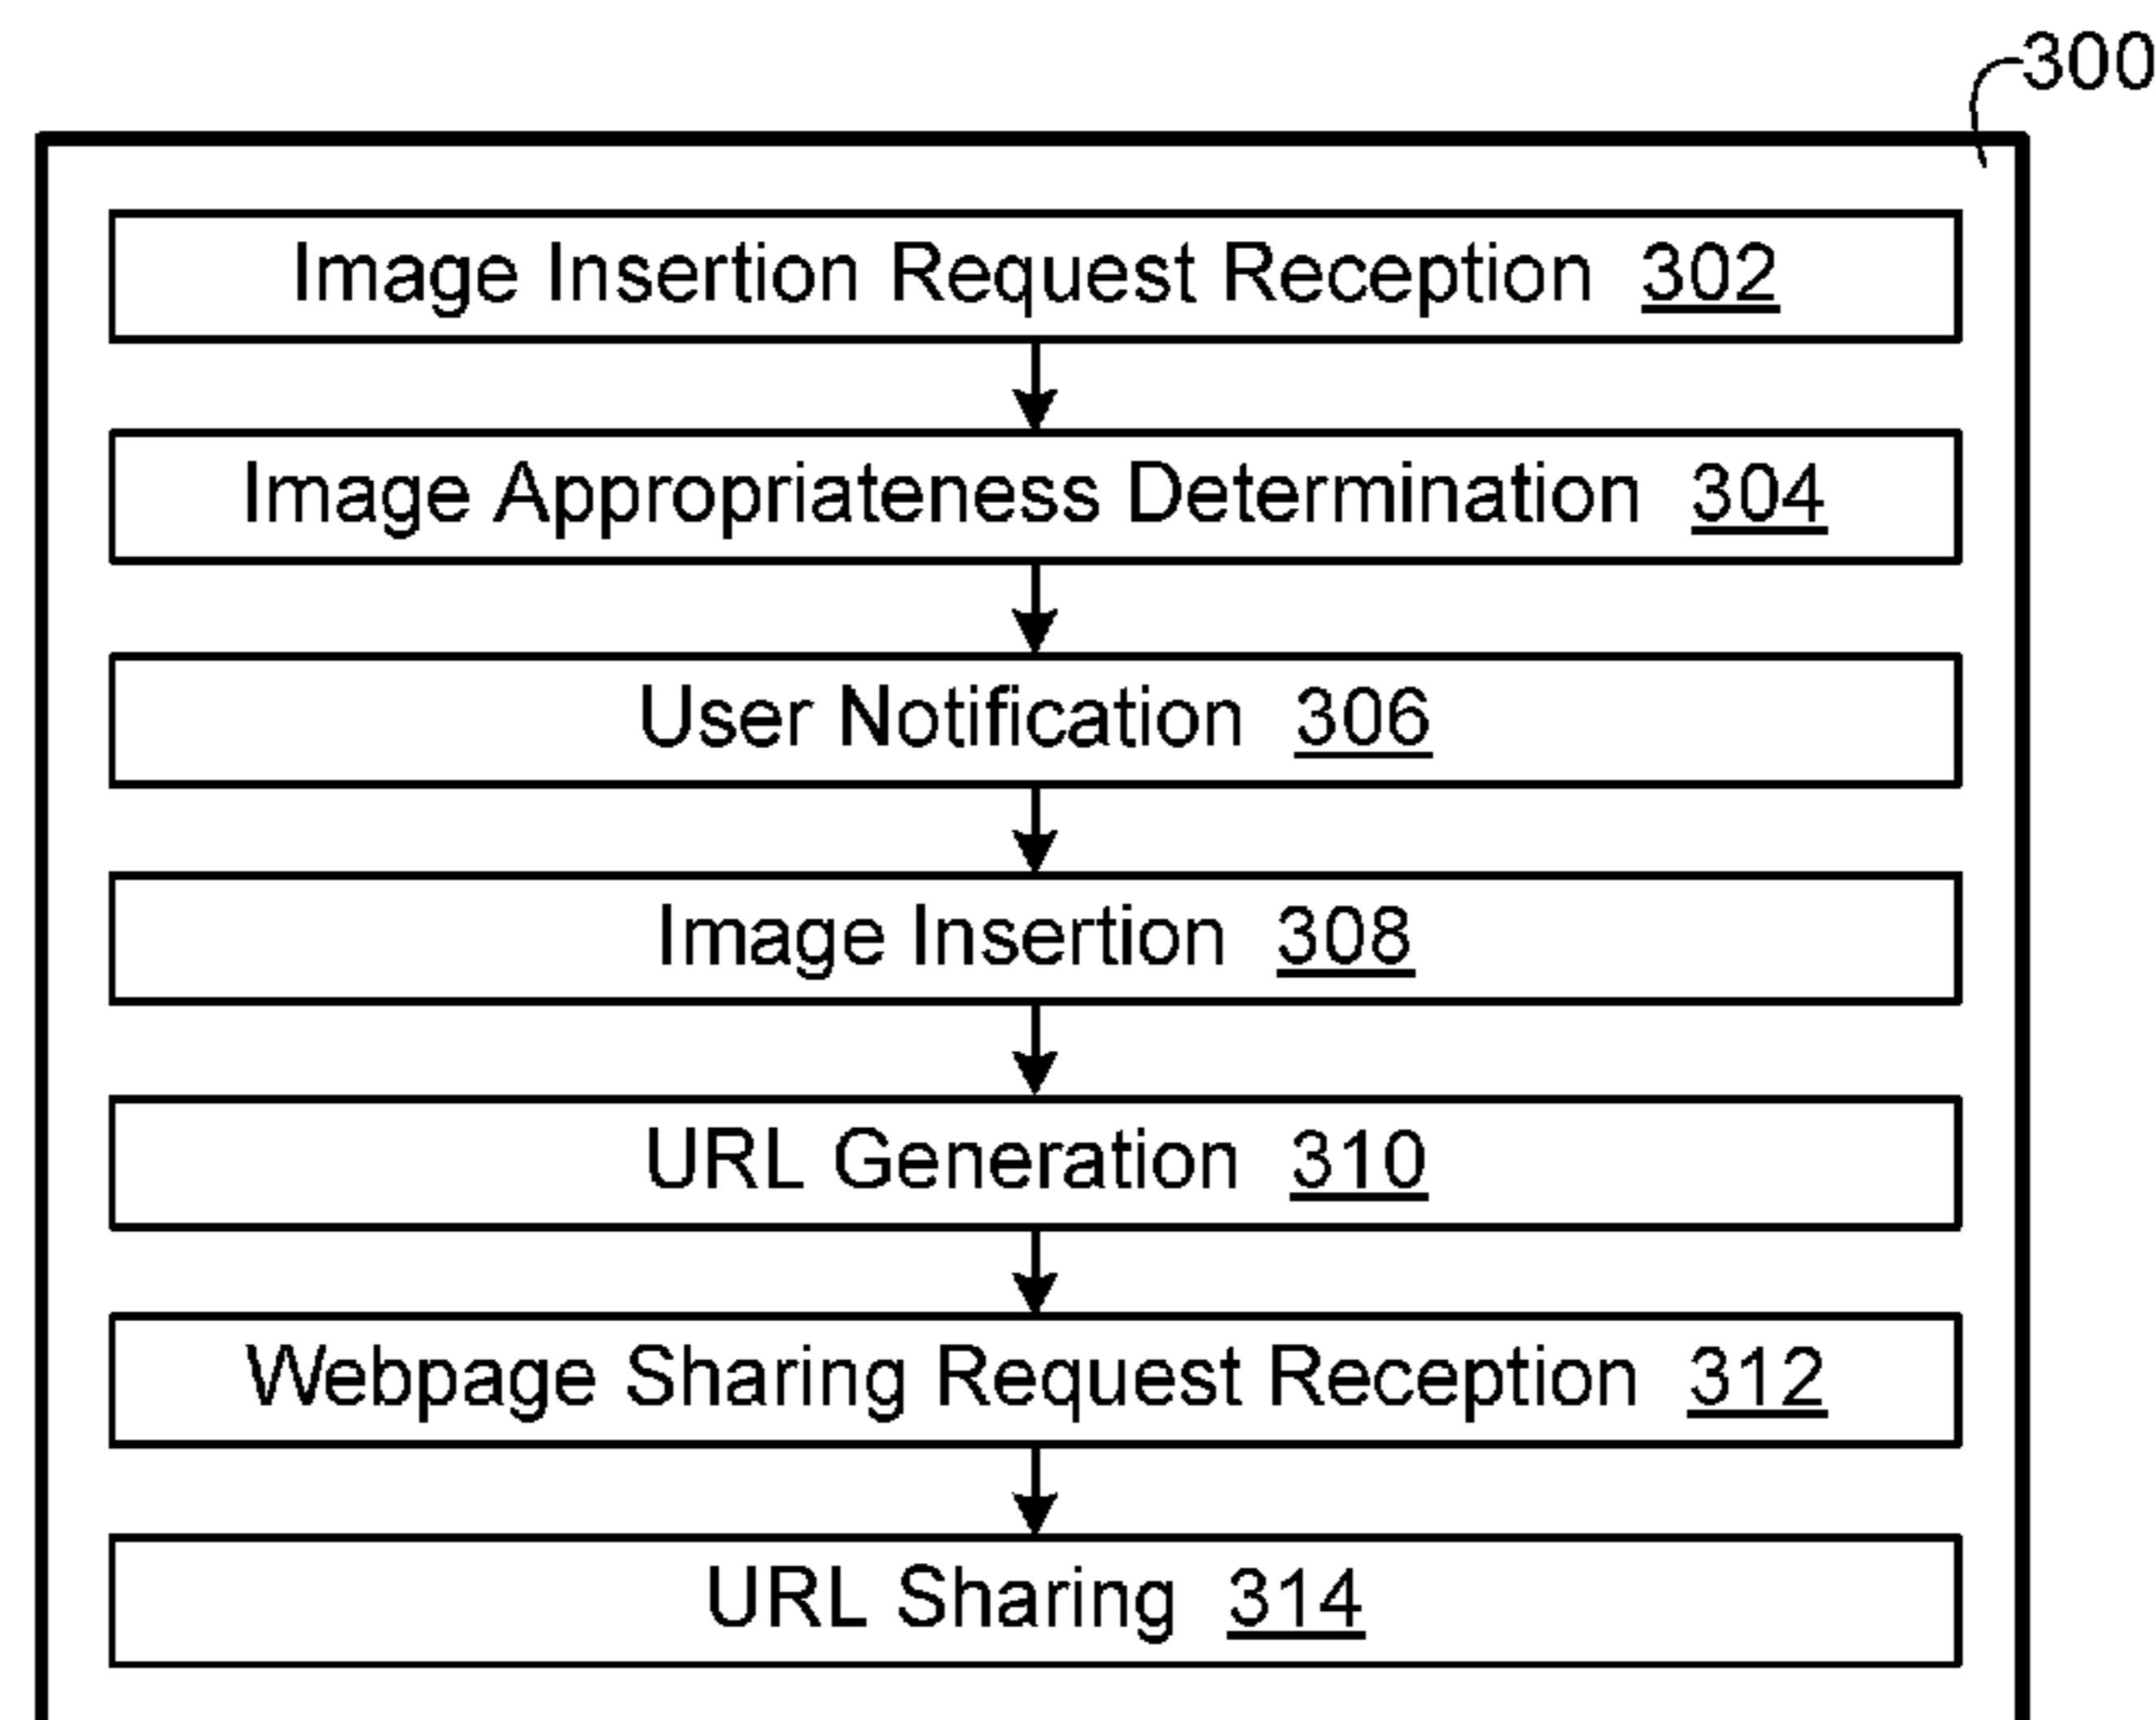 300
Image Insertion Request Reception 302
Image Appropriateness Determination 304
User Notification 306
Image Insertion 308
URL Generation 310
Webpage Sharing Request Reception 312
URL Sharing 314